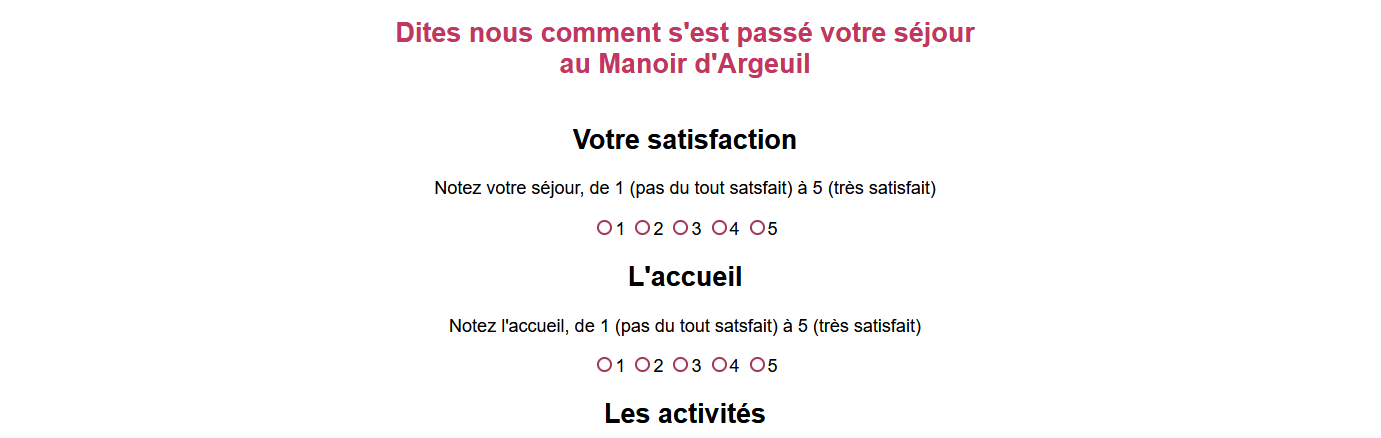 Dites nous comment s'est passé votre séjour
au Manoir d'Argeuil
Votre satisfaction
Notez votre séjour, de 1 (pas du tout satsfait) à 5 (très satisfait)
1 2 3 4 5
L'accueil
Notez l'accueil, de 1 (pas du tout satsfait) à 5 (très satisfait)
1 2 3 4 5
Les activités